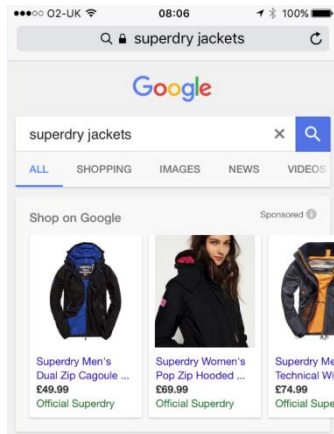 O2-UK 08:06 100%
superdry jackets
Google
superdry jackets
ALL SHOPPING IMAGES NEWS VIDEOS
Shop on Google Sponsored
Superdry Men's Superdry Women's Superdry Me
Dual Zip Cagoule ... Pop Zip Hooded ... Technical Wi
£49.99 £69.99 £74.99
Official Superdry Official Superdry Official Supe